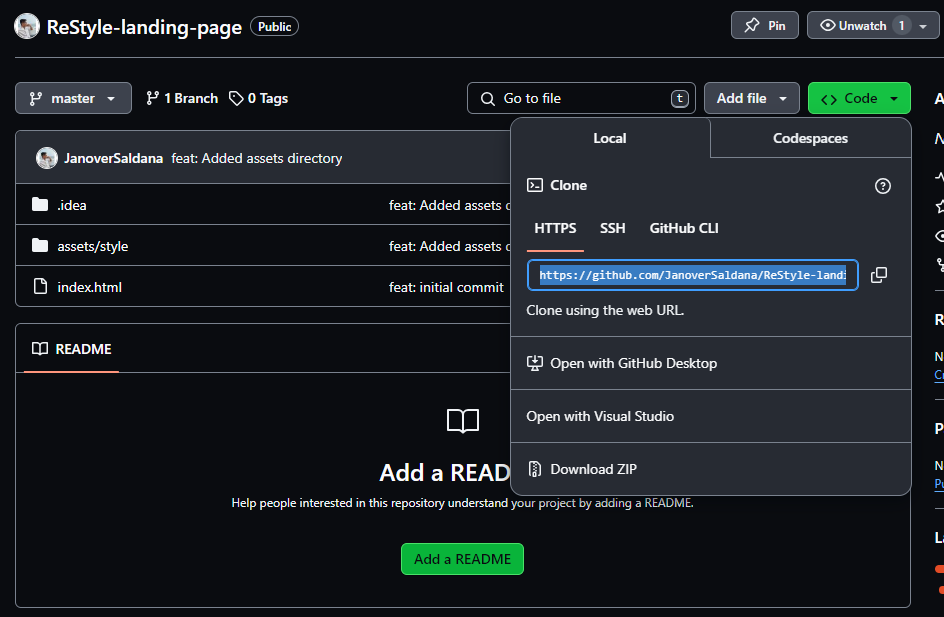 ReStyle-landing-page Public Pin Unwatch 1
master 1 Branch 0 Tags Go to file t Add file Code
JanoverSaldana feat: Added assets directory
.idea feat: Added assets
assets/style feat: Added assets
index.html feat: initial commit
Local Codespaces
Clone
HTTPS SSH GitHub CLI
https://github.com/JanoverSaldana/ReStyle-landi
Clone using the web URL.
Open with GitHub Desktop
Open with Visual Studio
Download ZIP
README
Add a READ
Help people interested in this repository understand your project by adding a README.
Add a README